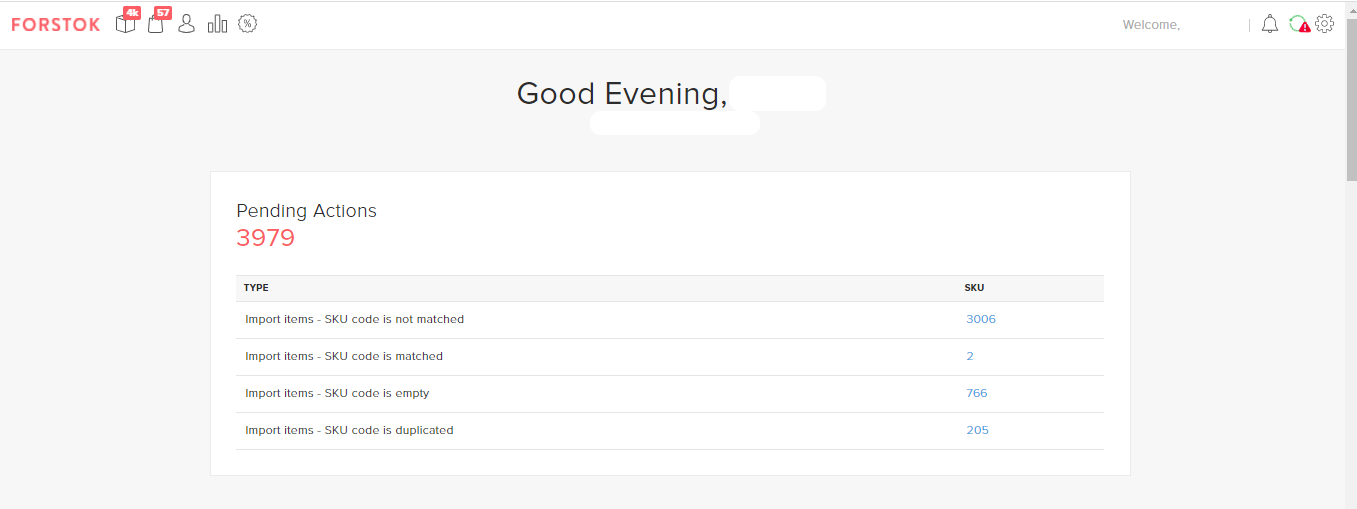 4k 57
FORSTOK % Welcome, |
Good Evening,
Pending Actions
3979
TYPE SKU
Import items - SKU code is not matched 3006
Import items - SKU code is matched 2
Import items - SKU code is empty 766
Import items - SKU code is duplicated 205